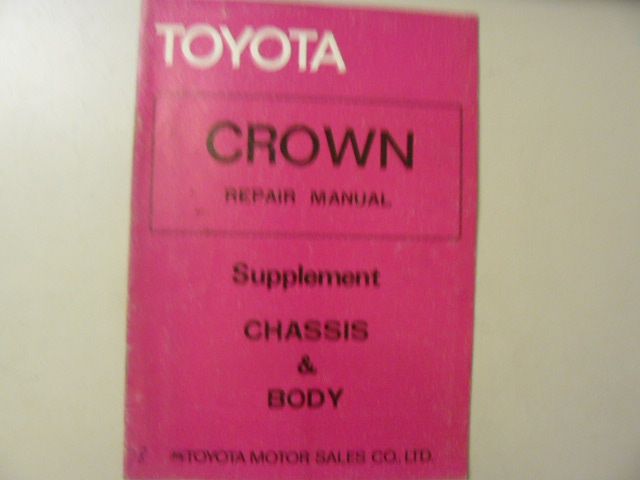 TOYOTA
CROWN
REPAIR MANUAL
Supplement
CHASSIS
&
BODY
TOYOTA MOTOR SALES CO., LTD.